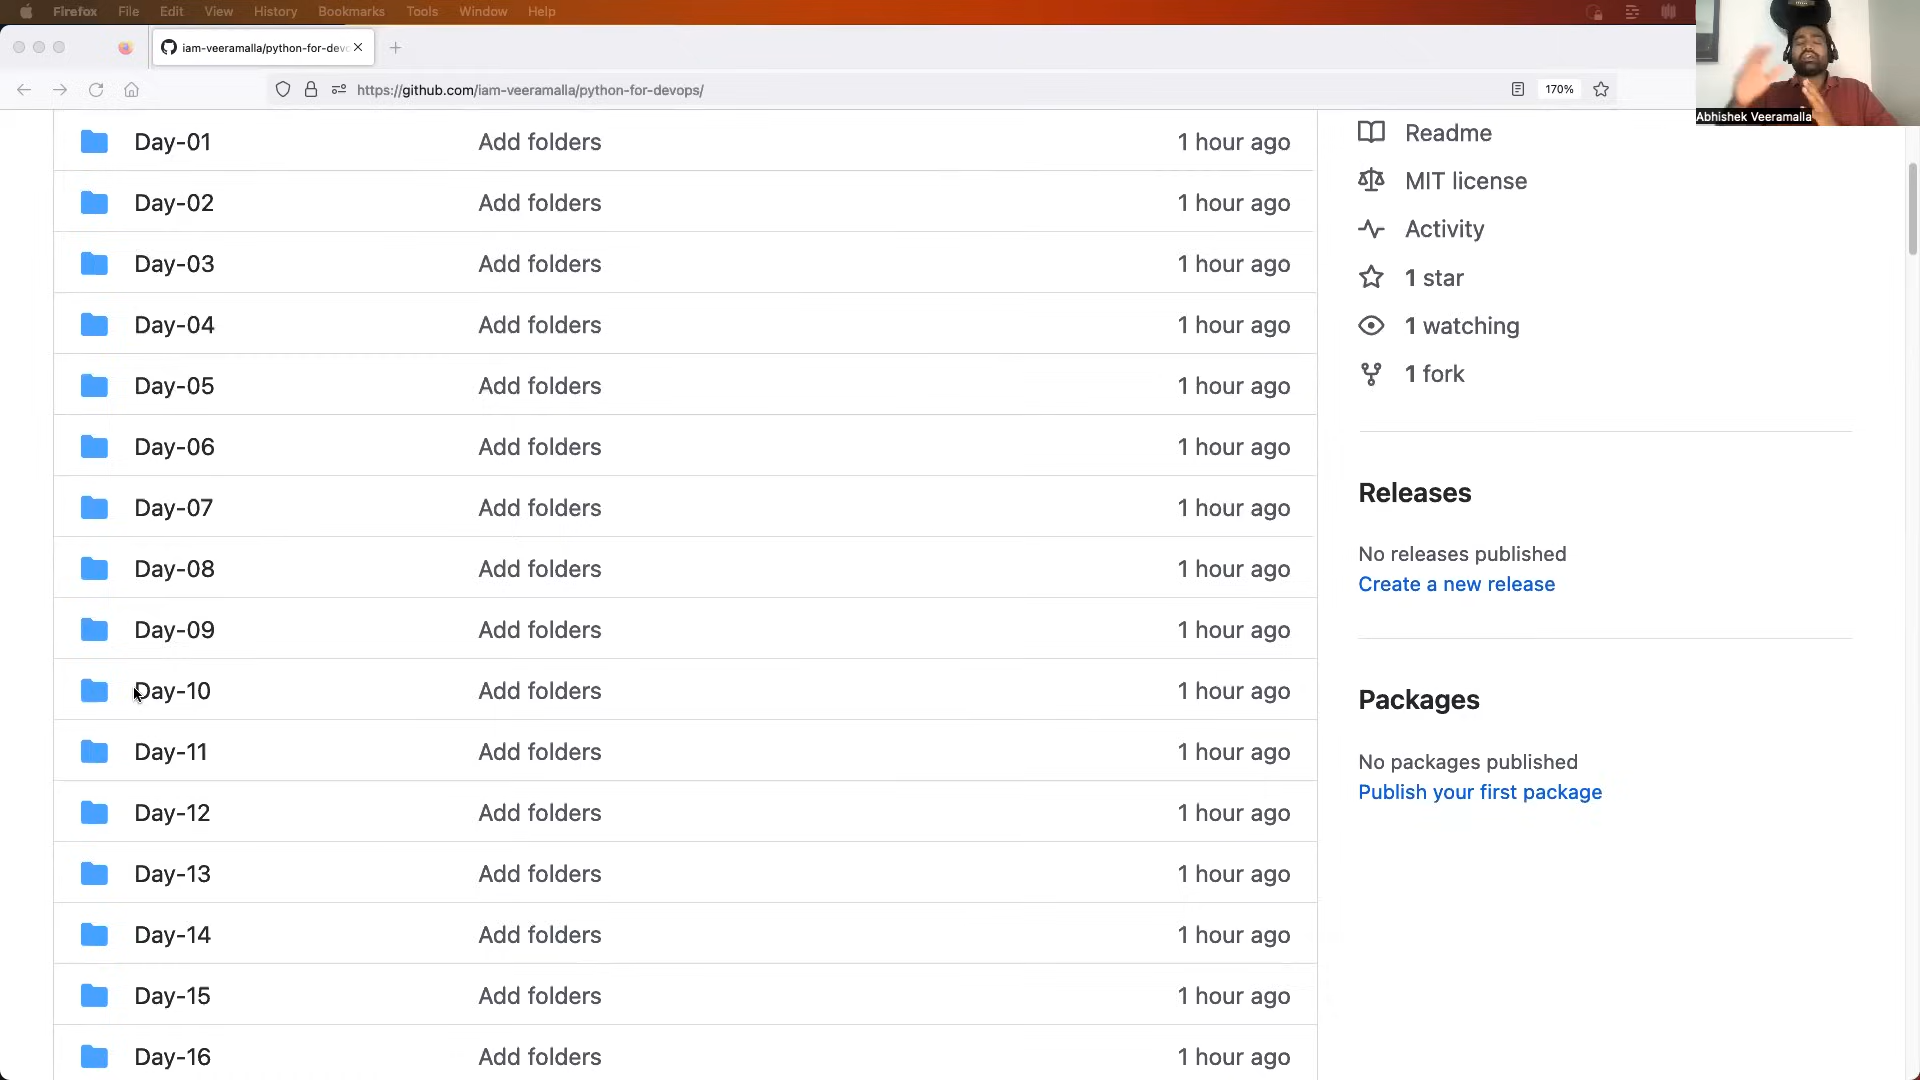 Firefox File Edit View History Bookmarks Tools Window Help
iam-veeramalla/python-for-devo
https://github.com/iam-veeramalla/python-for-devops/ 170%
Abhishek Veeramalla
Day-01 Add folders 1 hour ago
Day-02 Add folders 1 hour ago
Day-03 Add folders 1 hour ago
Day-04 Add folders 1 hour ago
Day-05 Add folders 1 hour ago
Day-06 Add folders 1 hour ago
Day-07 Add folders 1 hour ago
Day-08 Add folders 1 hour ago
Day-09 Add folders 1 hour ago
Day-10 Add folders 1 hour ago
Day-11 Add folders 1 hour ago
Day-12 Add folders 1 hour ago
Day-13 Add folders 1 hour ago
Day-14 Add folders 1 hour ago
Day-15 Add folders 1 hour ago
Day-16 Add folders 1 hour ago
Readme
MIT license
Activity
1 star
1 watching
1 fork
Releases
No releases published
Create a new release
Packages
No packages published
Publish your first package